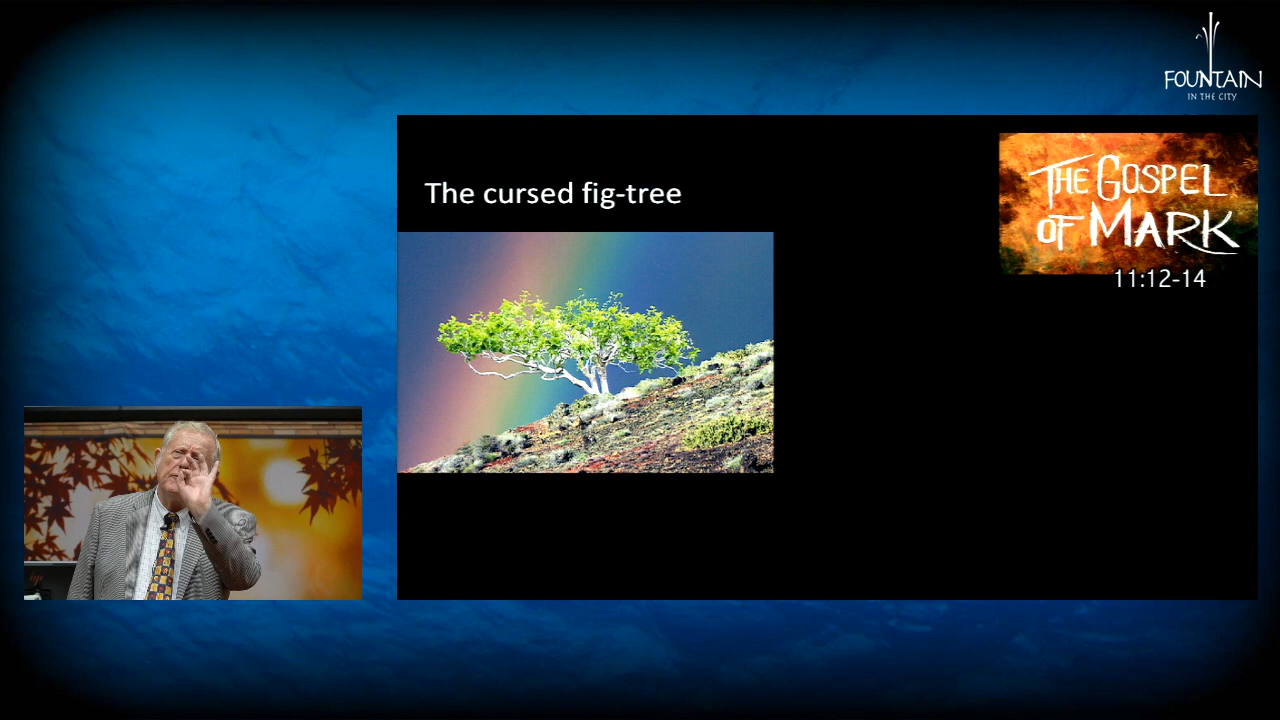 FOUNTAIN
IN THE CITY
The cursed fig-tree
THE GOSPEL
OF MARK
11:12-14